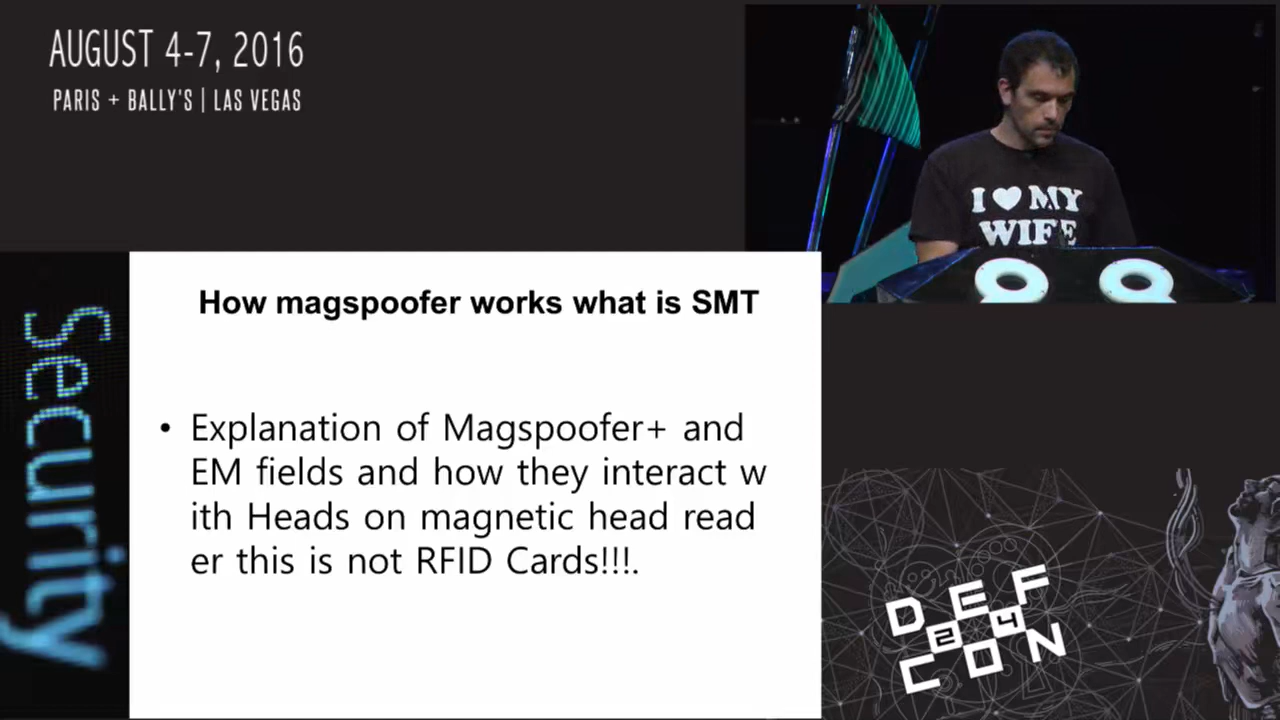 AUGUST 4-7, 2016
PARIS + BALLY'S | LAS VEGAS
I ♥ MY
WIFE
Security
How magspoofer works what is SMT
• Explanation of Magspoofer+ and
EM fields and how they interact w
ith Heads on magnetic head read
er this is not RFID Cards!!!.
DEF
24
CON